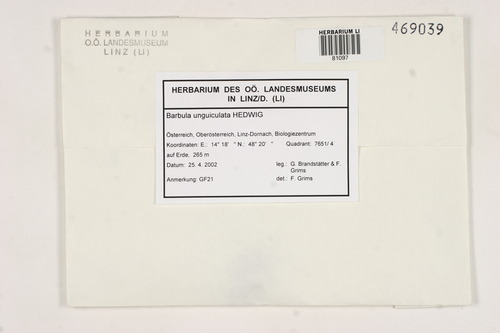 HERBARIUM
O.Ö. LANDESMUSEUM
LINZ (LI)
HERBARIUM LI
81097
469039
HERBARIUM DES OÖ. LANDESMUSEUMS
IN LINZ/D. (LI)
Barbula unguiculata HEDWIG
Österreich, Oberösterreich, Linz-Dornach, Biologiezentrum
Koordinaten: E.: 14° 18' " N.: 48° 20' " Quadrant: 7651/ 4
auf Erde, 265 m
Datum: 25. 4. 2002 leg.: G. Brandstätter & F. Grims
Anmerkung: GF21 det.: F. Grims